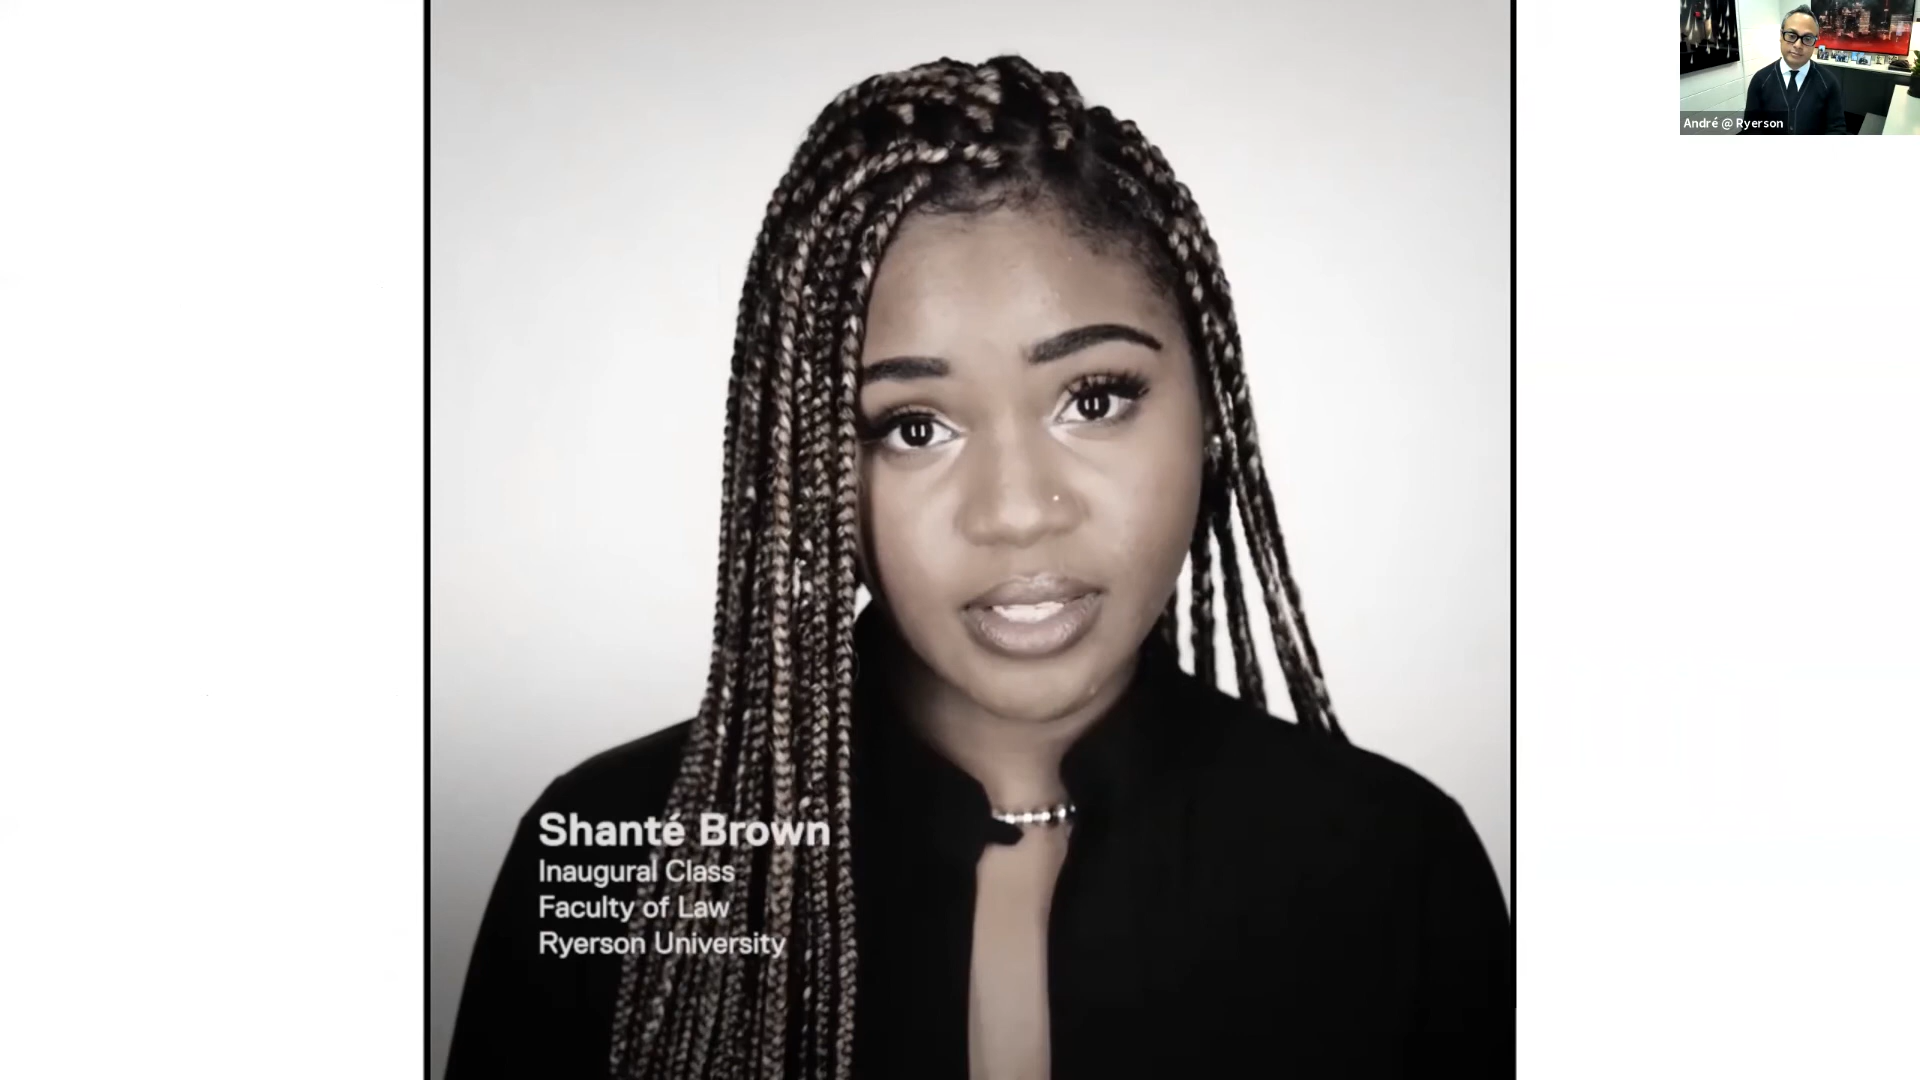 André @ Ryerson
Shanté Brown
Inaugural Class
Faculty of Law
Ryerson University